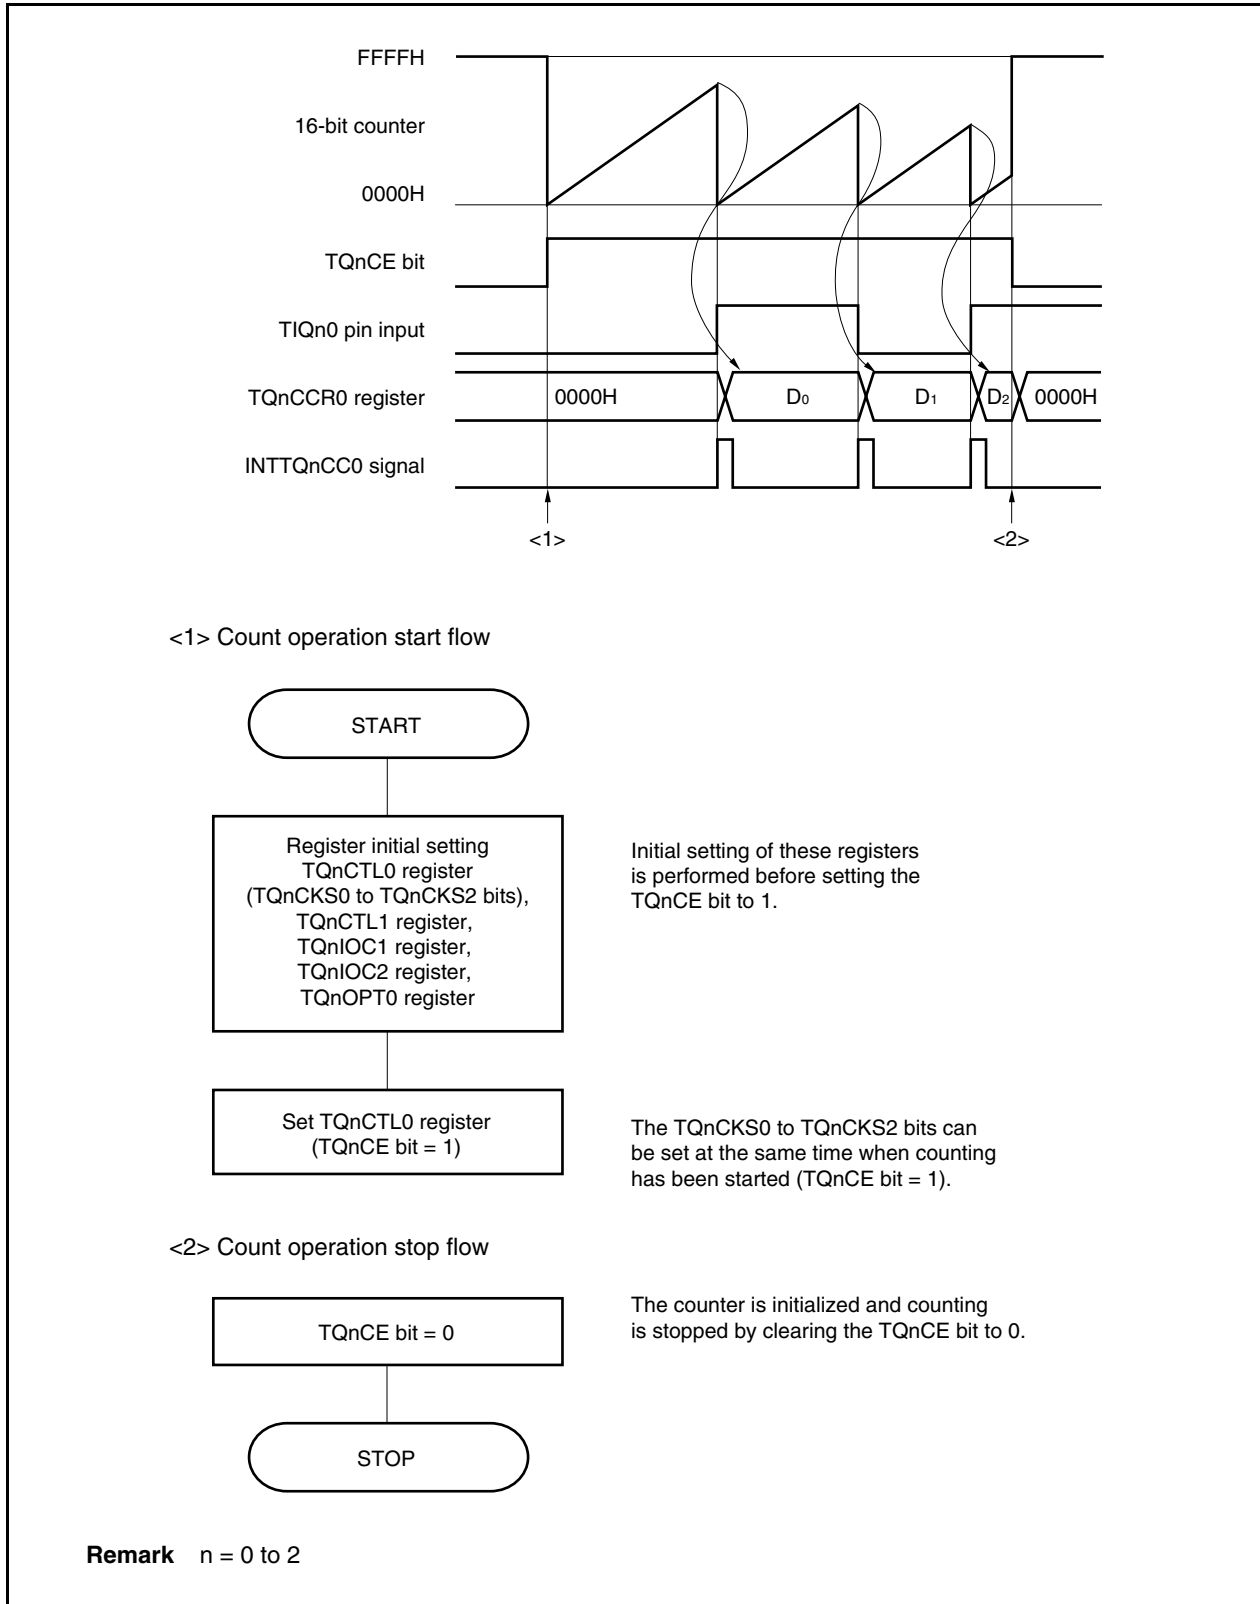 FFFFH
16-bit counter
0000H
TQnCE bit
TIQn0 pin input
TQnCCR0 register
0000H
D0
D1
D2
0000H
INTTQnCC0 signal
<1>
<2>
<1> Count operation start flow
START
Register initial setting
TQnCTL0 register
(TQnCKS0 to TQnCKS2 bits),
TQnCTL1 register,
TQnIOC1 register,
TQnIOC2 register,
TQnOPT0 register
Initial setting of these registers
is performed before setting the
TQnCE bit to 1.
Set TQnCTL0 register
(TQnCE bit = 1)
The TQnCKS0 to TQnCKS2 bits can
be set at the same time when counting
has been started (TQnCE bit = 1).
<2> Count operation stop flow
TQnCE bit = 0
The counter is initialized and counting
is stopped by clearing the TQnCE bit to 0.
STOP
Remark n = 0 to 2